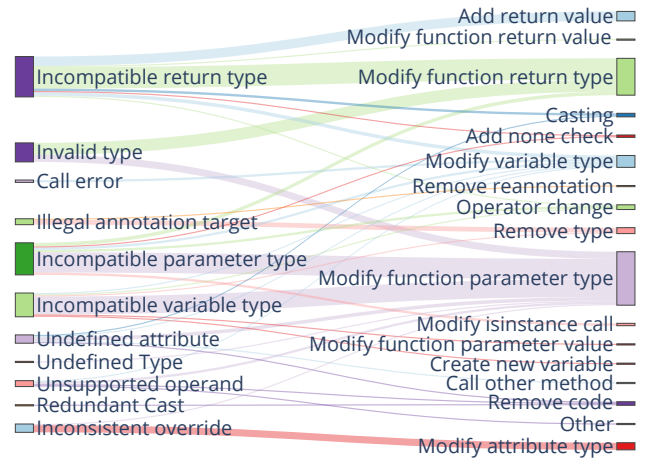 Add return value
Modify function return value
Incompatible return type
Modify function return type
Casting
Add none check
Invalid type
Modify variable type
Call error
Remove reannotation
Operator change
Illegal annotation target
Remove type
Incompatible parameter type
Modify function parameter type
Incompatible variable type
Modify isinstance call
Undefined attribute
Modify function parameter value
Undefined Type
Create new variable
Unsupported operand
Call other method
Redundant Cast
Remove code
Inconsistent override
Other
Modify attribute type